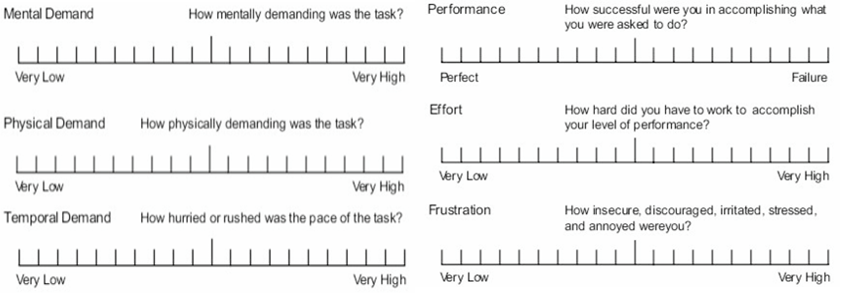 Mental Demand How mentally demanding was the task?
Very Low Very High
Physical Demand How physically demanding was the task?
Very Low Very High
Temporal Demand How hurried or rushed was the pace of the task?
Very Low Very High
Performance How successful were you in accomplishing what
you were asked to do?
Perfect Failure
Effort How hard did you have to work to accomplish
your level of performance?
Very Low Very High
Frustration How insecure, discouraged, irritated, stressed,
and annoyed wereyou?
Very Low Very High